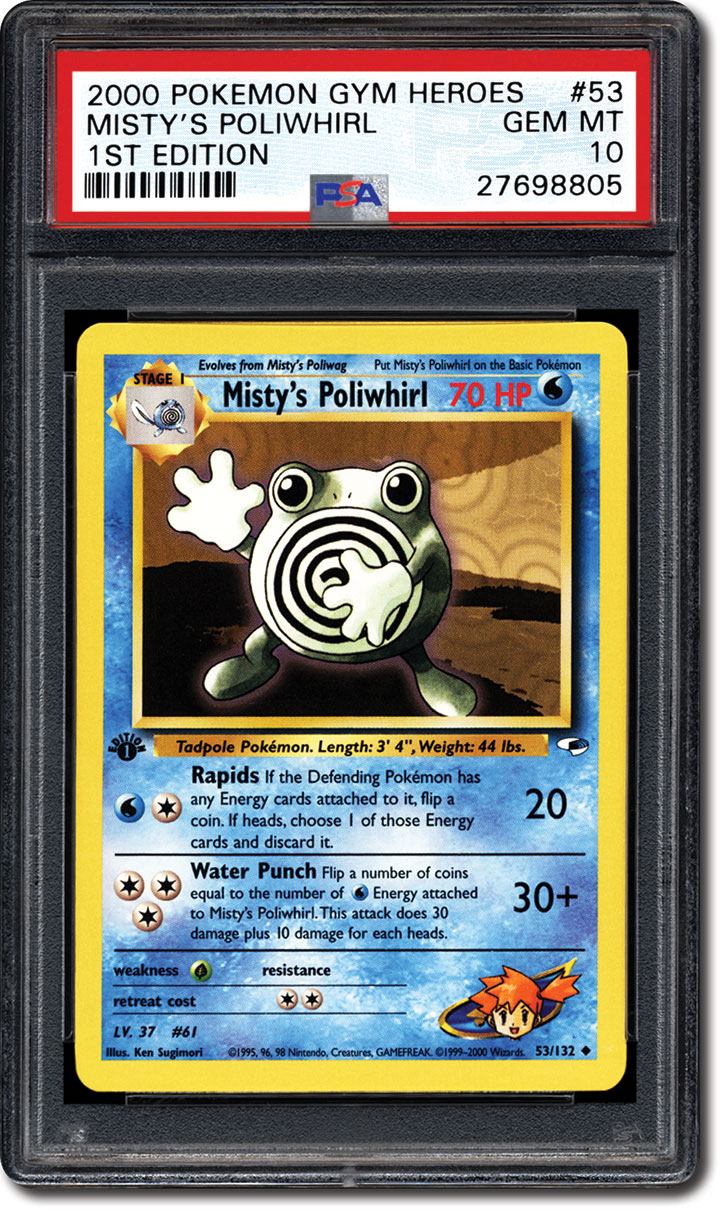 2000 POKEMON GYM HEROES #53
MISTY'S POLIWHIRL GEM MT
1ST EDITION 10
27698805
PSA
Evolves from Misty's Poliwag Put Misty's Poliwhirl on the Basic Pokémon
STAGE 1
Misty's Poliwhirl 70 HP
EDITION
1
Tadpole Pokémon. Length: 3' 4", Weight: 44 lbs.
Rapids If the Defending Pokémon has
any Energy cards attached to it, flip a
coin. If heads, choose 1 of those Energy
cards and discard it.
20
Water Punch Flip a number of coins
equal to the number of Energy attached
to Misty's Poliwhirl. This attack does 30
damage plus 10 damage for each heads.
30+
weakness resistance
retreat cost
LV. 37 #61
Illus. Ken Sugimori ©1995, 96, 98 Nintendo, Creatures, GAMEFREAK. ©1999-2000 Wizards. 53/132